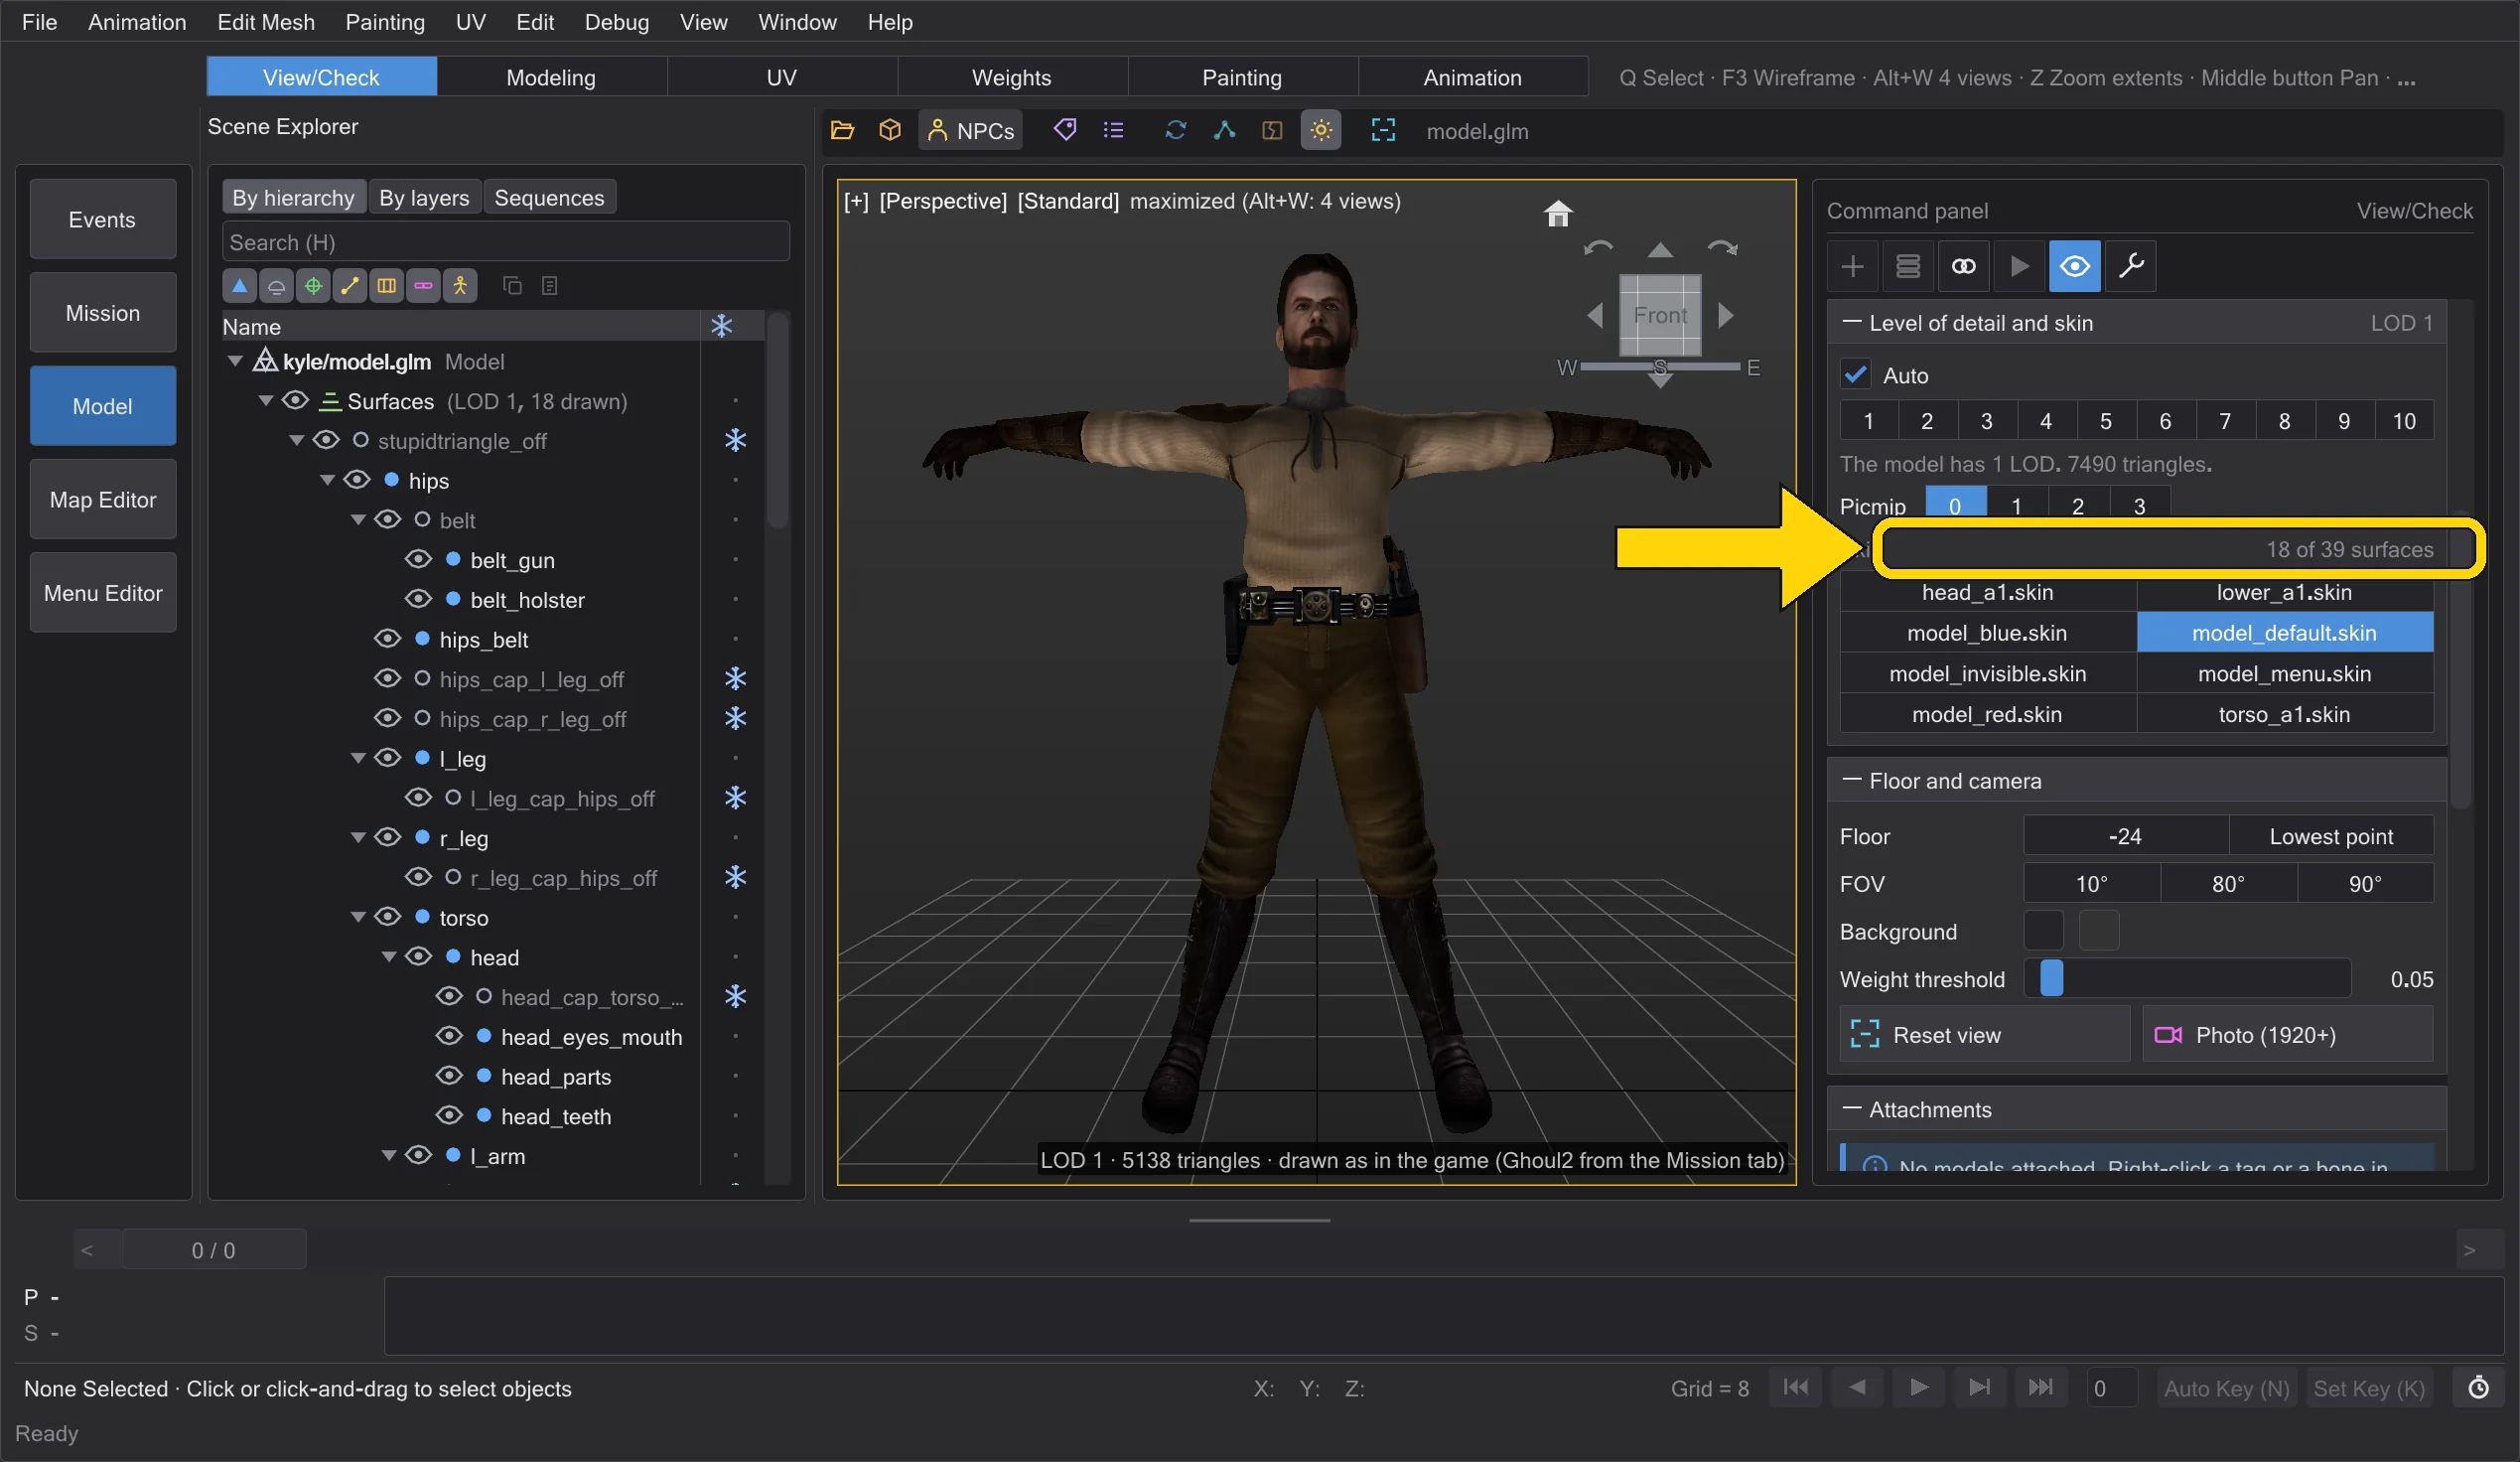 File Animation Edit Mesh Painting UV Edit Debug View Window Help
View/Check Modeling UV Weights Painting Animation Q Select · F3 Wireframe · Alt+W 4 views · Z Zoom extents · Middle button Pan · ...
Scene Explorer
NPCs model.glm
Events
Mission
Model
Map Editor
Menu Editor
By hierarchy By layers Sequences
Search (H)
Name
kyle/model.glm Model
Surfaces (LOD 1, 18 drawn)
stupidtriangle_off
hips
belt
belt_gun
belt_holster
hips_belt
hips_cap_l_leg_off
hips_cap_r_leg_off
l_leg
l_leg_cap_hips_off
r_leg
r_leg_cap_hips_off
torso
head
head_cap_torso_...
head_eyes_mouth
head_parts
head_teeth
l_arm
[+] [Perspective] [Standard] maximized (Alt+W: 4 views)
Front
W S E
LOD 1 · 5138 triangles · drawn as in the game (Ghoul2 from the Mission tab)
Command panel View/Check
Level of detail and skin LOD 1
Auto
1 2 3 4 5 6 7 8 9 10
The model has 1 LOD. 7490 triangles.
Picmip 0 1 2 3
18 of 39 surfaces
head_a1.skin lower_a1.skin
model_blue.skin model_default.skin
model_invisible.skin model_menu.skin
model_red.skin torso_a1.skin
Floor and camera
Floor -24 Lowest point
FOV 10° 80° 90°
Background
Weight threshold 0.05
Reset view Photo (1920+)
Attachments
No models attached. Right-click a tag or a bone in
< 0 / 0 >
P -
S -
None Selected · Click or click-and-drag to select objects X: Y: Z: Grid = 8 0 Auto Key (N) Set Key (K)
Ready